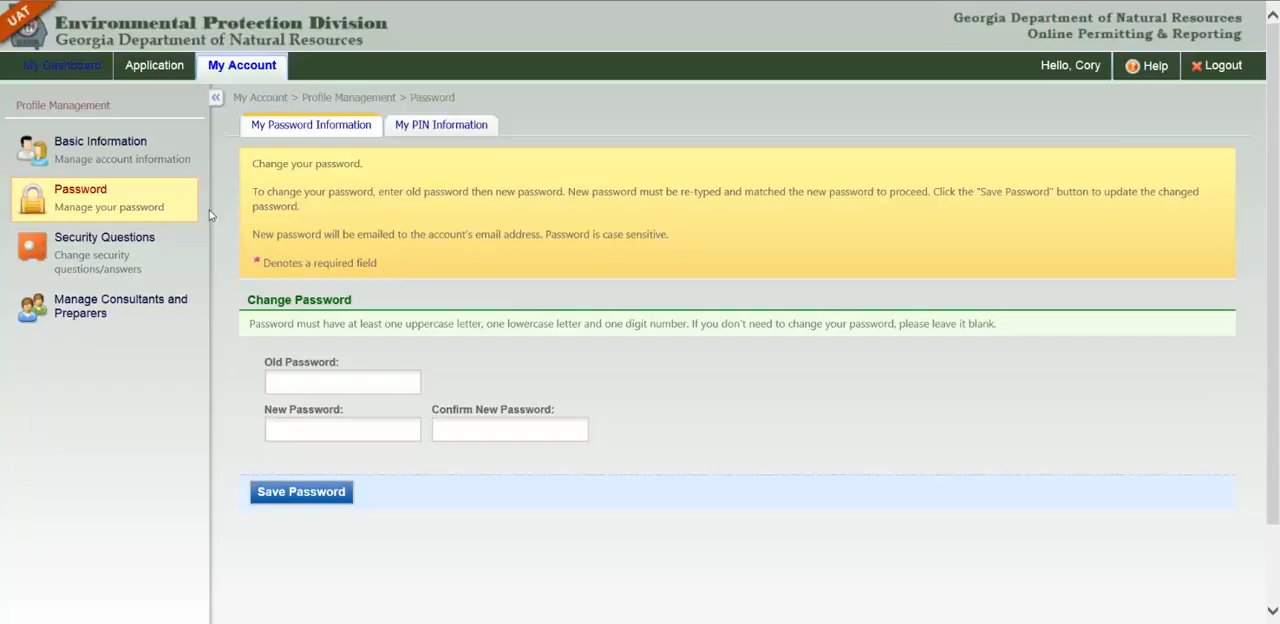 UAT
Environmental Protection Division
Georgia Department of Natural Resources
Georgia Department of Natural Resources
Online Permitting & Reporting
My Dashboard
Application
My Account
Hello, Cory
Help
Logout
Profile Management
Basic Information
Manage account information
Password
Manage your password
Security Questions
Change security
questions/answers
Manage Consultants and
Preparers
«
My Account > Profile Management > Password
My Password Information
My PIN Information
Change your password.
To change your password, enter old password then new password. New password must be re-typed and matched the new password to proceed. Click the "Save Password" button to update the changed
password.
New password will be emailed to the account's email address. Password is case sensitive.
* Denotes a required field
Change Password
Password must have at least one uppercase letter, one lowercase letter and one digit number. If you don't need to change your password, please leave it blank.
Old Password:
New Password:
Confirm New Password:
Save Password